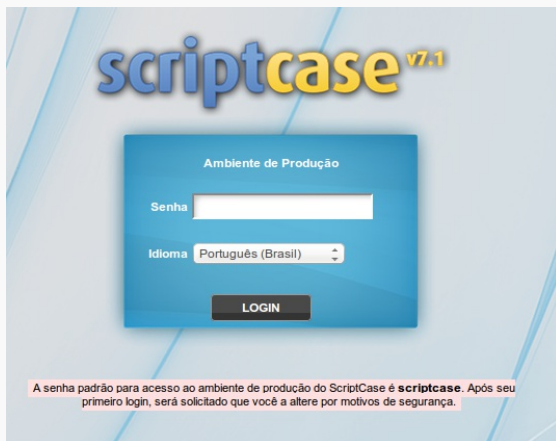 scriptcase v7.1
Ambiente de Produção
Senha
Idioma Português (Brasil)
LOGIN
A senha padrão para acesso ao ambiente de produção do ScriptCase é scriptcase. Após seu
primeiro login, será solicitado que você a altere por motivos de segurança.